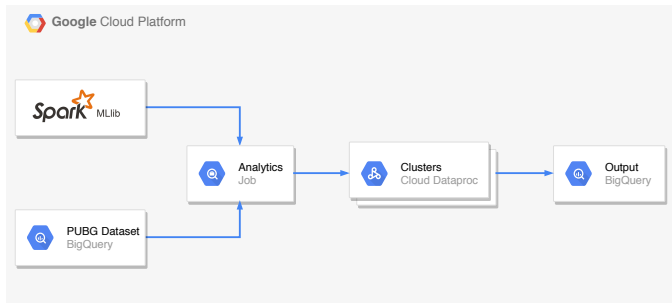 Google Cloud Platform
Spark MLlib
Analytics
Job
Clusters
Cloud Dataproc
Output
BigQuery
PUBG Dataset
BigQuery